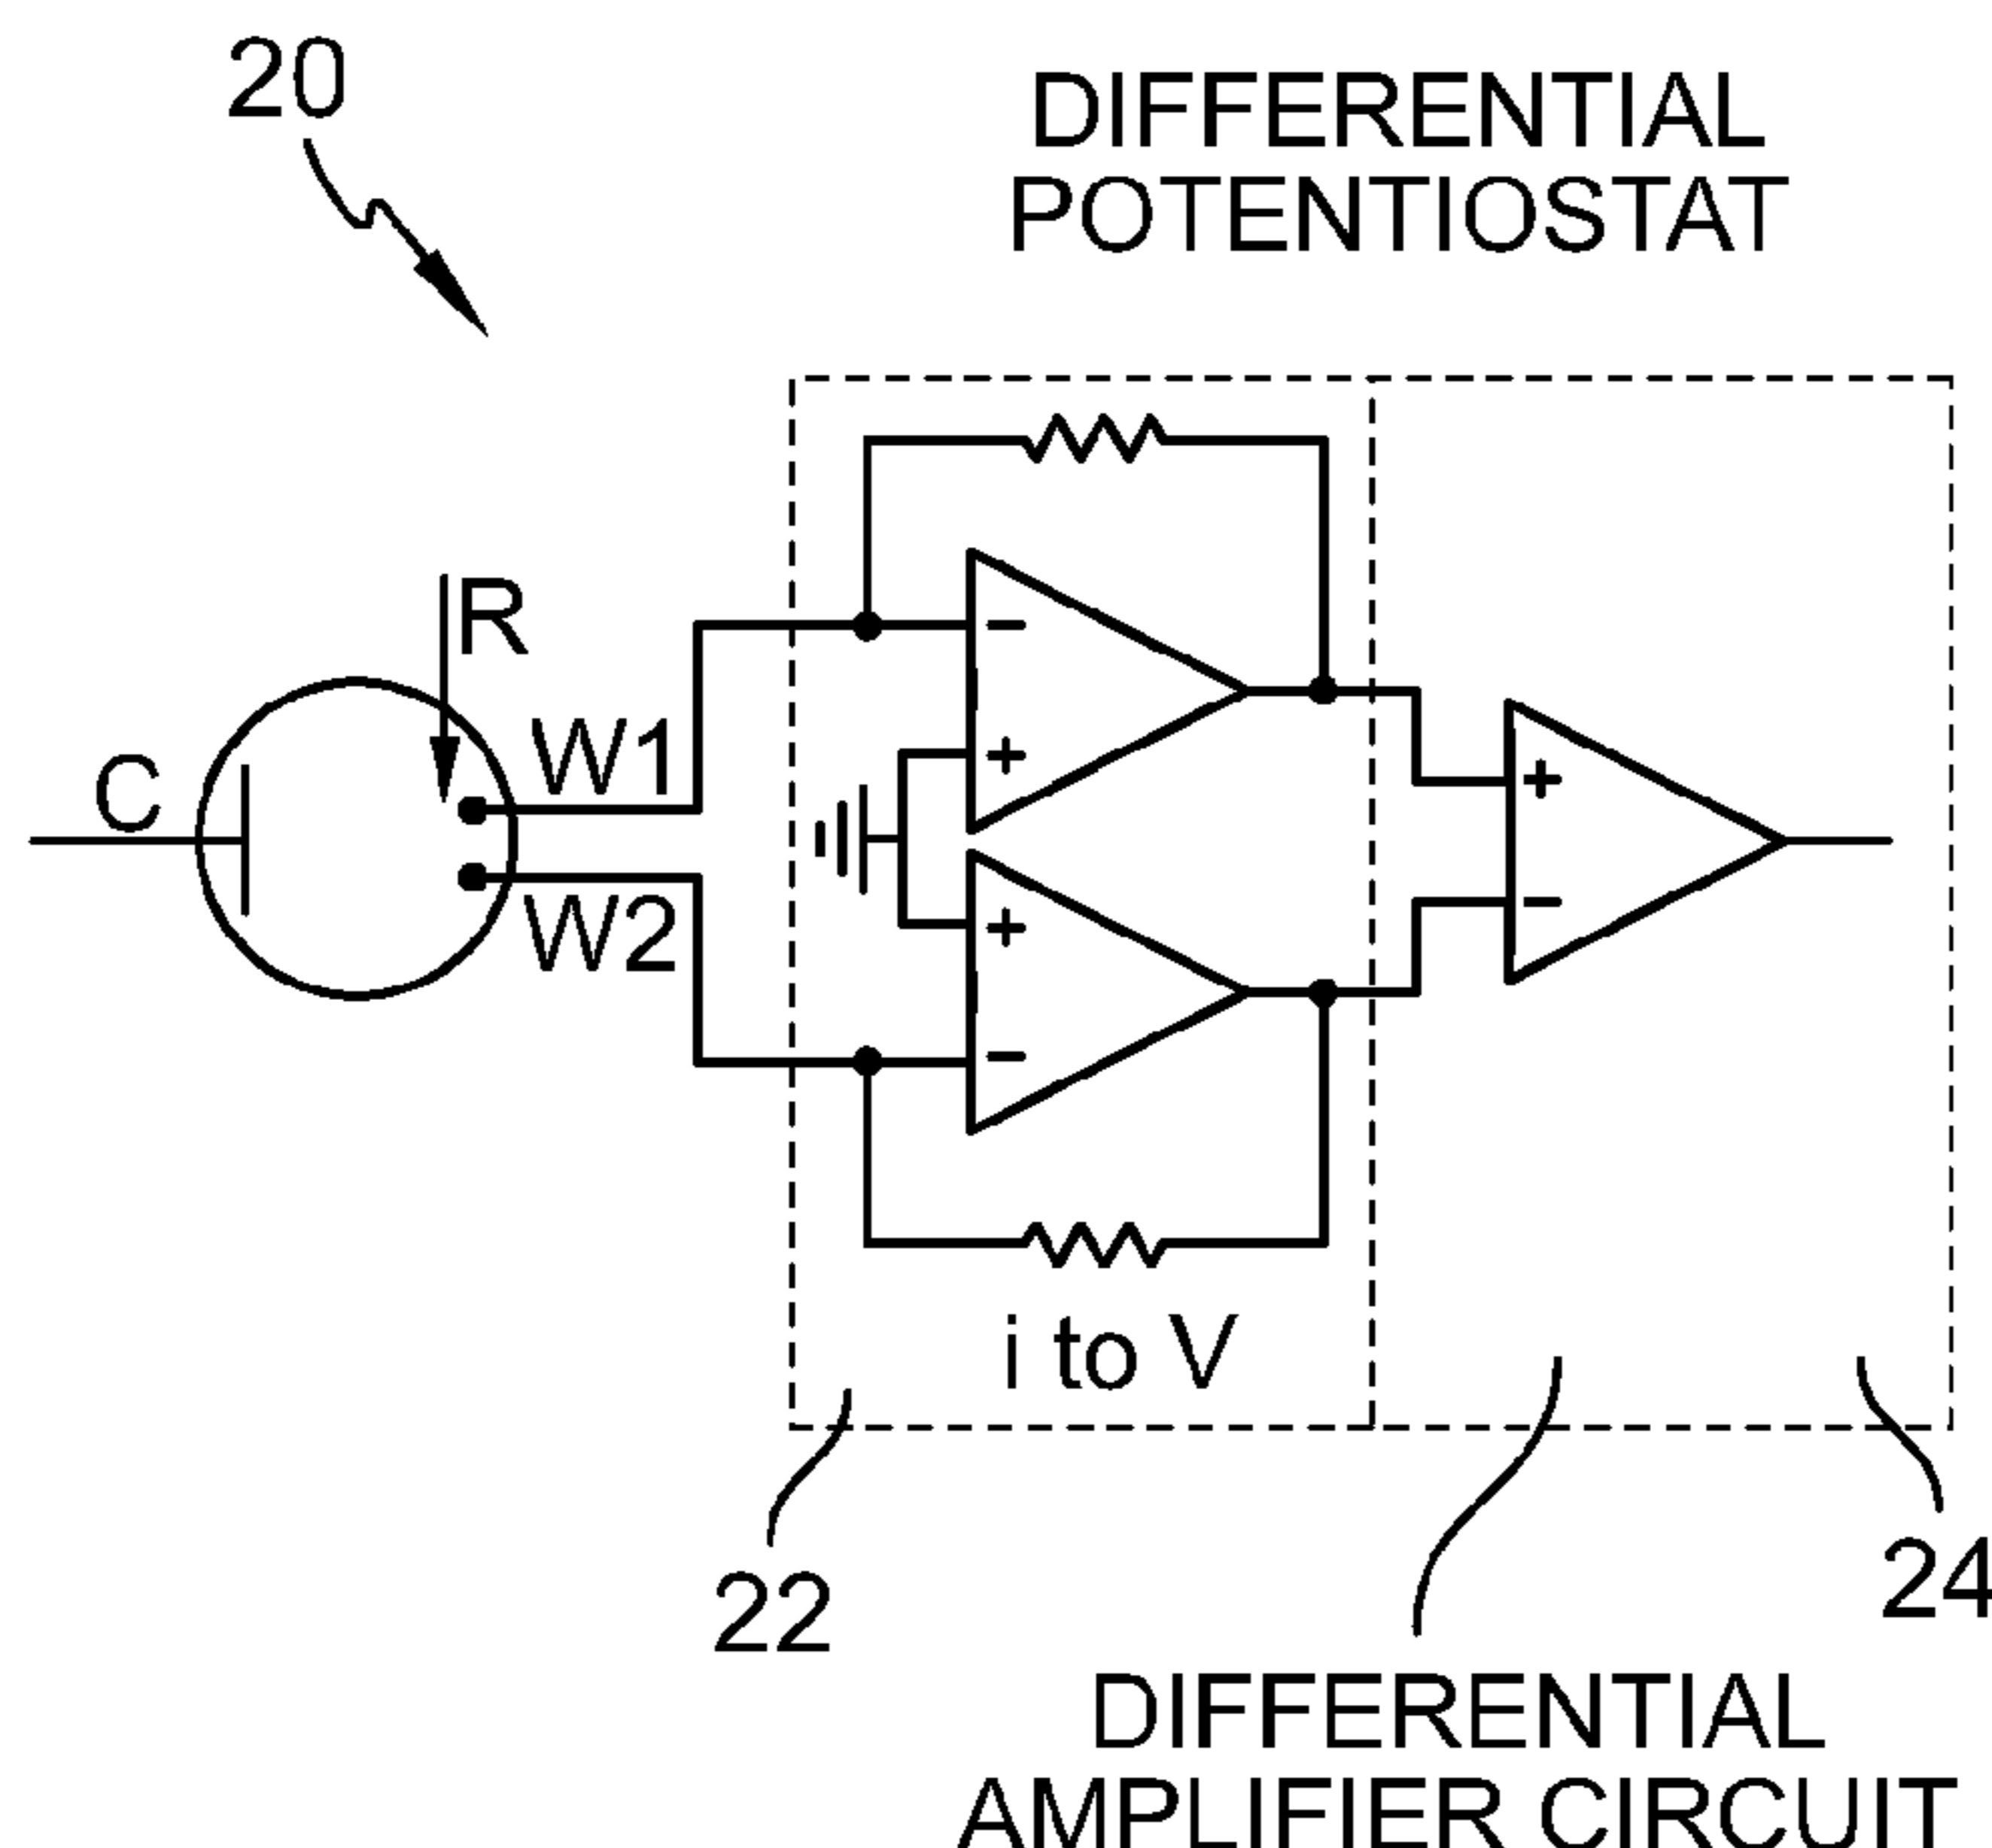 20
DIFFERENTIAL
POTENTIOSTAT
R
W1
C
W2
−
+
+
−
+
−
i to V
22
24
DIFFERENTIAL
AMPLIFIER CIRCUIT